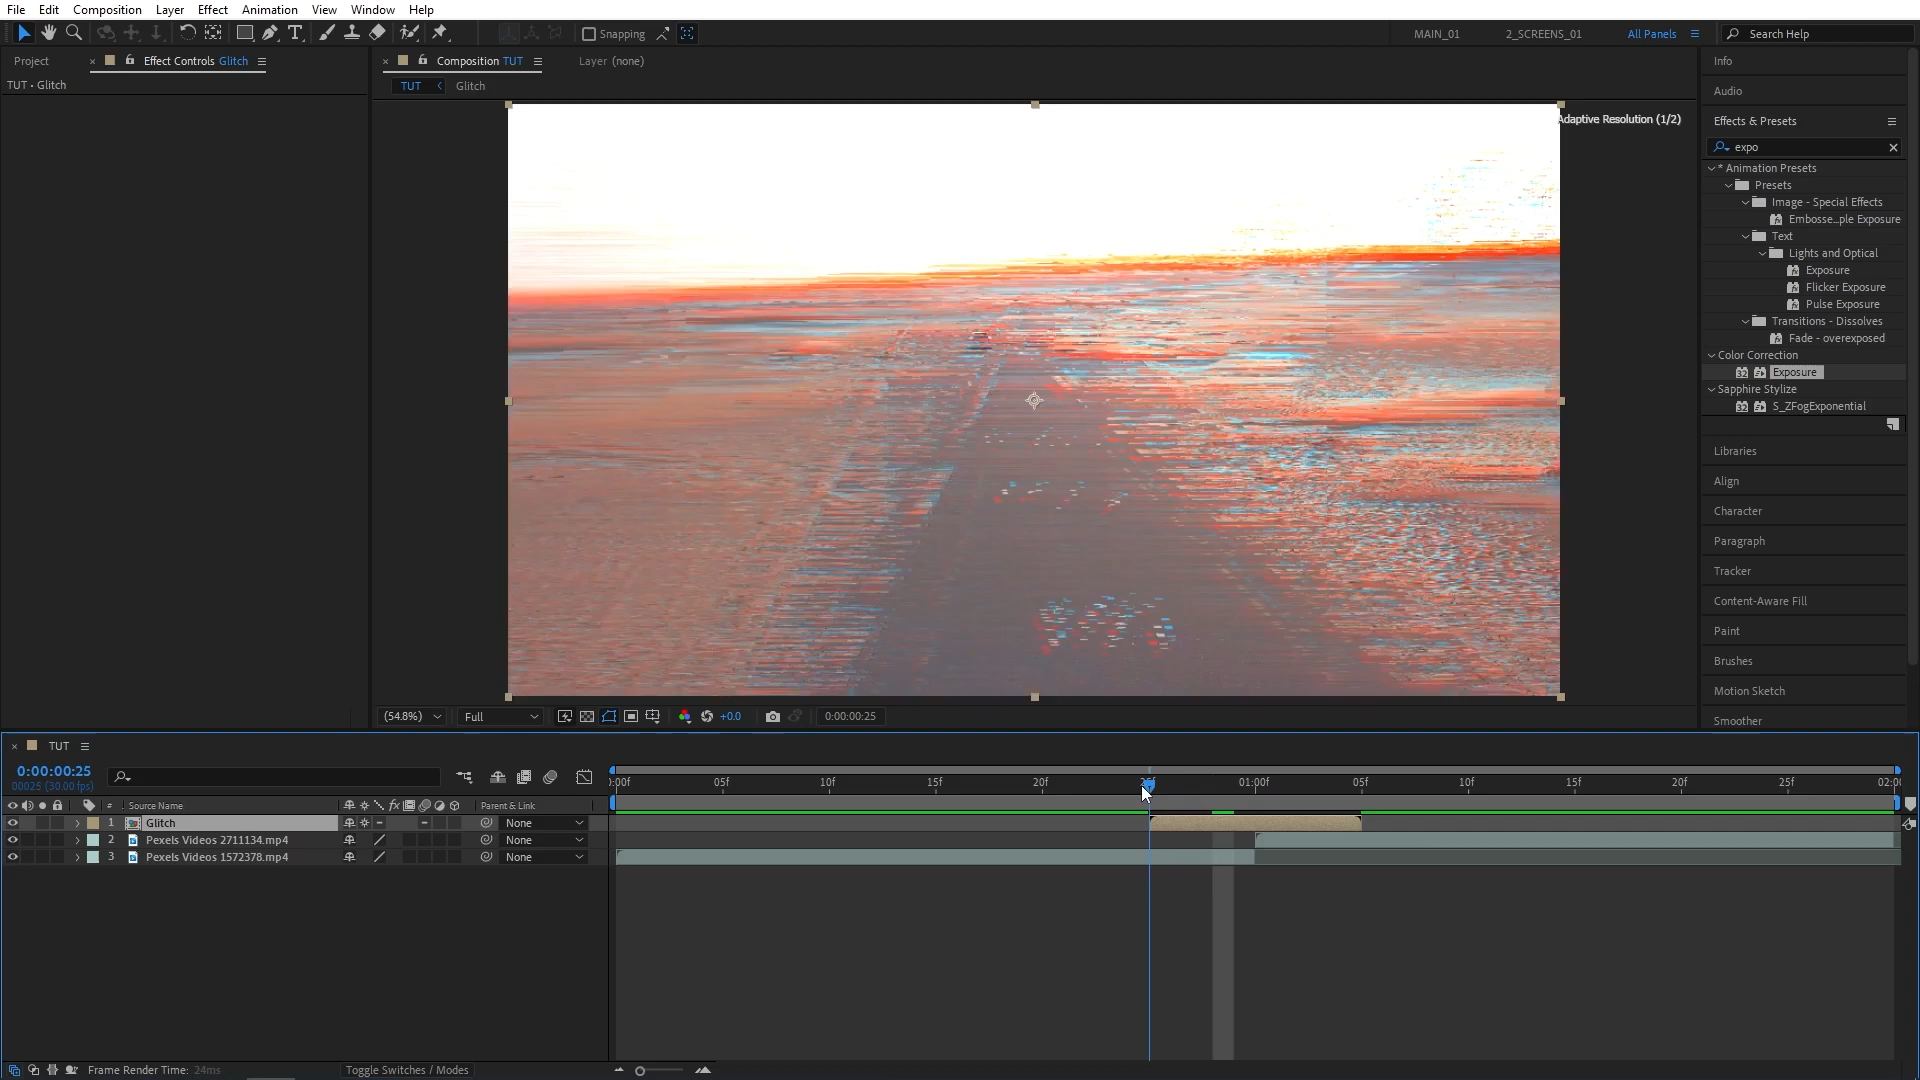 File Edit Composition Layer Effect Animation View Window Help
Snapping
MAIN_01 2_SCREENS_01 All Panels Search Help
Project Effect Controls Glitch
TUT • Glitch
Composition TUT Layer (none)
TUT Glitch
Adaptive Resolution (1/2)
Info
Audio
Effects & Presets
expo
* Animation Presets
Presets
Image - Special Effects
Embosse...ple Exposure
Text
Lights and Optical
Exposure
Flicker Exposure
Pulse Exposure
Transitions - Dissolves
Fade - overexposed
Color Correction
32 Exposure
Sapphire Stylize
32 S_ZFogExponential
Libraries
Align
Character
Paragraph
Tracker
Content-Aware Fill
Paint
Brushes
Motion Sketch
Smoother
(54.8%) Full +0.0 0:00:00:25
TUT
0:00:00:25
00025 (30.00 fps)
:00f 05f 10f 15f 20f 01:00f 05f 10f 15f 20f 25f 02:00
# Source Name fx Parent & Link
1 Glitch None
2 Pexels Videos 2711134.mp4 None
3 Pexels Videos 1572378.mp4 None
Frame Render Time: 24ms Toggle Switches / Modes